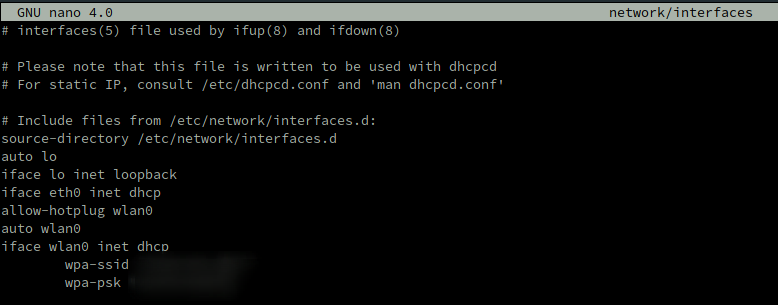 GNU nano 4.0 network/interfaces
# interfaces(5) file used by ifup(8) and ifdown(8)
# Please note that this file is written to be used with dhcpcd
# For static IP, consult /etc/dhcpcd.conf and 'man dhcpcd.conf'
# Include files from /etc/network/interfaces.d:
source-directory /etc/network/interfaces.d
auto lo
iface lo inet loopback
iface eth0 inet dhcp
allow-hotplug wlan0
auto wlan0
iface wlan0 inet dhcp
wpa-ssid
wpa-psk